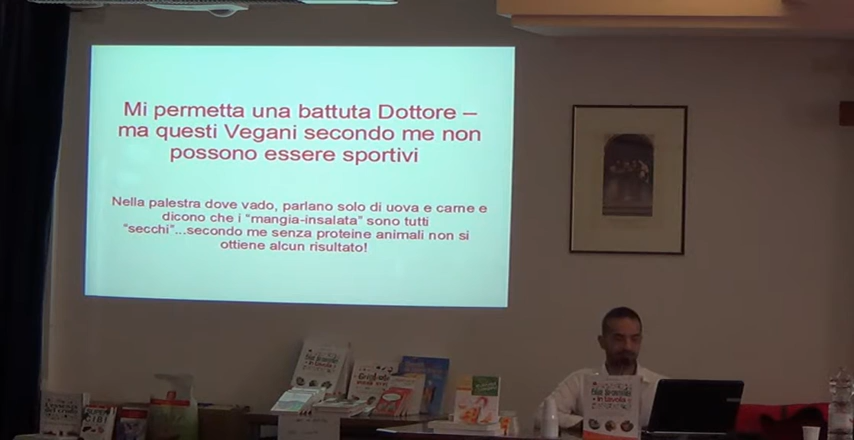 Mi permetta una battuta Dottore –
ma questi Vegani secondo me non
possono essere sportivi
Nella palestra dove vado, parlano solo di uova e carne e
dicono che i “mangia-insalata” sono tutti
“secchi”...secondo me senza proteine animali non si
ottiene alcun risultato!